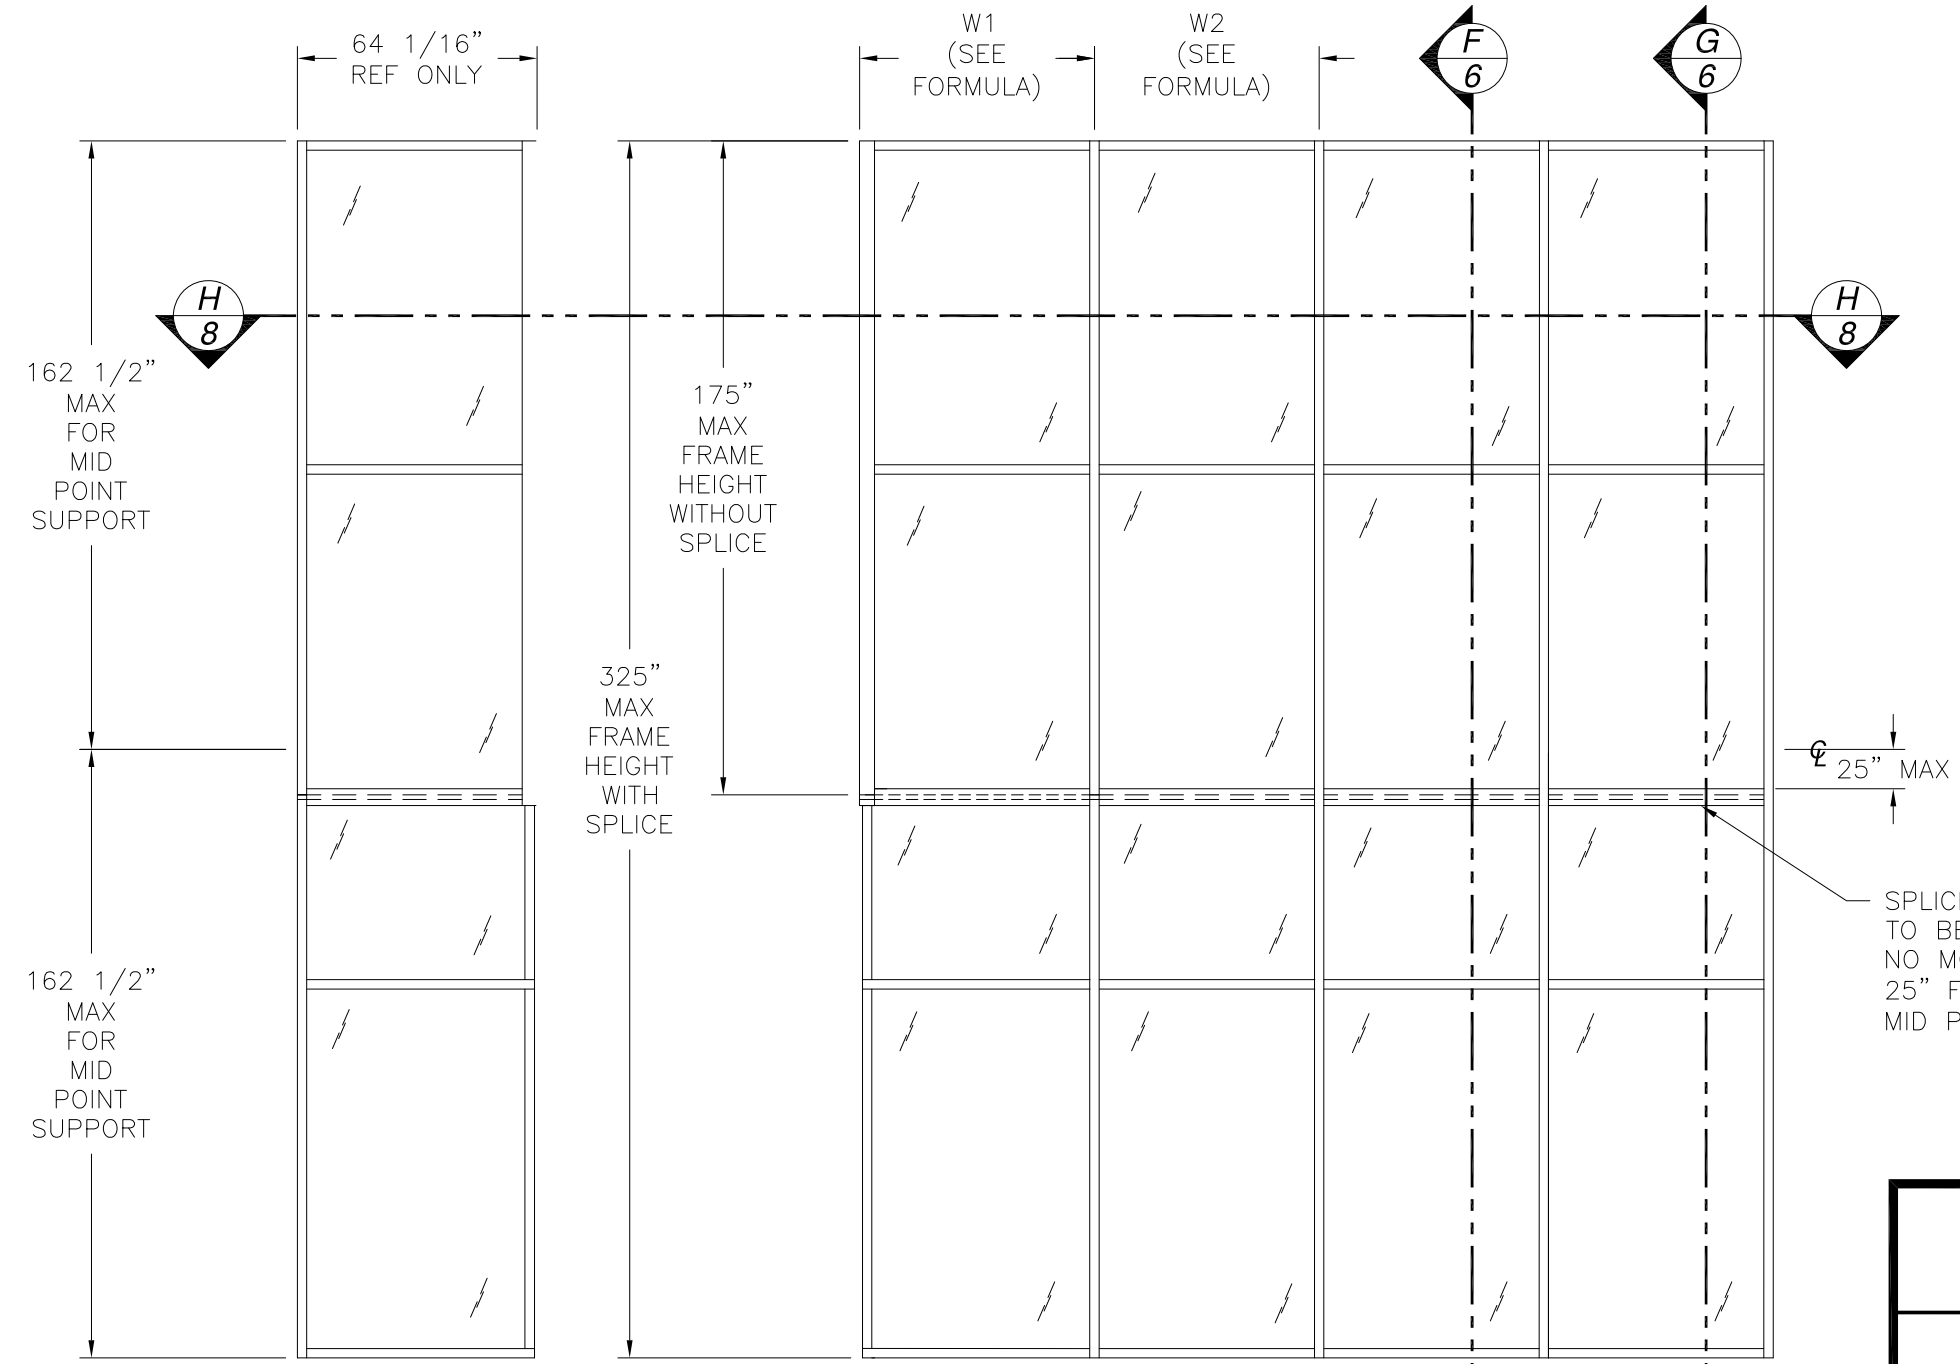 64 1/16"
REF ONLY
W1
(SEE
FORMULA)
W2
(SEE
FORMULA)
F
6
G
6
H
8
H
8
162 1/2"
MAX
FOR
MID
POINT
SUPPORT
175"
MAX
FRAME
HEIGHT
WITHOUT
SPLICE
325"
MAX
FRAME
HEIGHT
WITH
SPLICE
℄ 25" MAX
162 1/2"
MAX
FOR
MID
POINT
SUPPORT
TO
NO
25"
MID